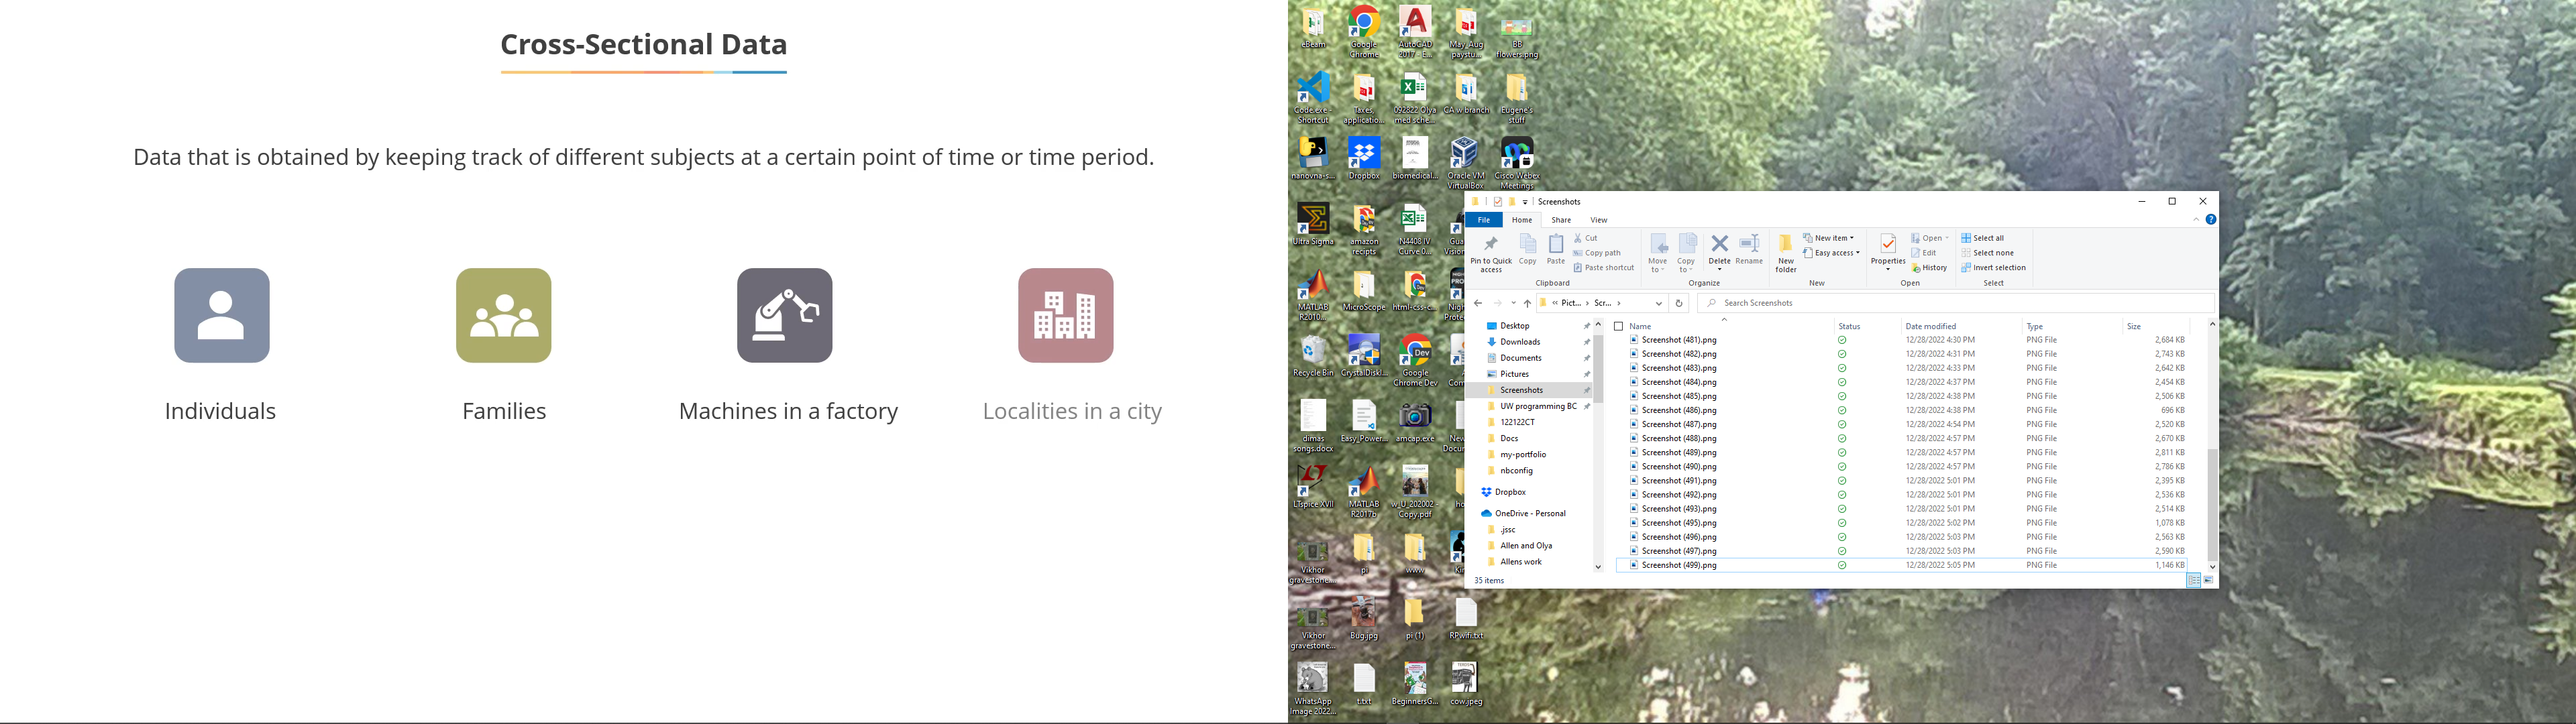 Cross-Sectional Data
Data that is obtained by keeping track of different subjects at a certain point of time or time period.
Individuals
Families
Machines in a factory
Localities in a city
eBeam
Google
Chrome
AutoCAD
2017 - E...
May_Aug
paystu...
BB
flowers.png
Code.exe -
Shortcut
Taxes,
applicatio...
092822 Olya
med sche...
CA w branch
Eugene's
stuff
nanovna-s...
Dropbox
biomedical...
Oracle VM
VirtualBox
Cisco Webex
Meetings
Ultra Sigma
amazon
recipts
N4408 IV
Curve 0...
MATLAB
R2010...
MicroScope
html-css-c...
Recycle Bin
CrystalDiskI...
Google
Chrome Dev
dimas
songs.docx
Easy_Power...
amcap.exe
LTspice XVII
MATLAB
R2017b
w_U_202002 -
Copy.pdf
Vikhor
gravestone...
pi
www
Vikhor
gravestone...
Bug.jpg
pi (1)
RPwifi.txt
WhatsApp
Image 2022...
t.txt
BeginnersG...
cow.jpeg
Screenshots
File
Home
Share
View
Pin to Quick
access
Copy
Paste
Cut
Copy path
Paste shortcut
Clipboard
Move
to
Copy
to
Delete
Rename
Organize
New
folder
New item
Easy access
New
Properties
Open
Edit
History
Open
Select all
Select none
Invert selection
Select
« Pict... › Scr... ›
Search Screenshots
Desktop
Downloads
Documents
Pictures
Screenshots
UW programming BC
122122CT
Docs
my-portfolio
nbconfig
Dropbox
OneDrive - Personal
.jssc
Allen and Olya
Allens work
Name Status Date modified Type Size
Screenshot (481).png 12/28/2022 4:30 PM PNG File 2,684 KB
Screenshot (482).png 12/28/2022 4:31 PM PNG File 2,743 KB
Screenshot (483).png 12/28/2022 4:33 PM PNG File 2,642 KB
Screenshot (484).png 12/28/2022 4:37 PM PNG File 2,454 KB
Screenshot (485).png 12/28/2022 4:38 PM PNG File 2,506 KB
Screenshot (486).png 12/28/2022 4:38 PM PNG File 696 KB
Screenshot (487).png 12/28/2022 4:54 PM PNG File 2,520 KB
Screenshot (488).png 12/28/2022 4:57 PM PNG File 2,670 KB
Screenshot (489).png 12/28/2022 4:57 PM PNG File 2,811 KB
Screenshot (490).png 12/28/2022 4:57 PM PNG File 2,786 KB
Screenshot (491).png 12/28/2022 5:01 PM PNG File 2,395 KB
Screenshot (492).png 12/28/2022 5:01 PM PNG File 2,536 KB
Screenshot (493).png 12/28/2022 5:01 PM PNG File 2,514 KB
Screenshot (495).png 12/28/2022 5:02 PM PNG File 1,078 KB
Screenshot (496).png 12/28/2022 5:03 PM PNG File 2,563 KB
Screenshot (497).png 12/28/2022 5:03 PM PNG File 2,590 KB
Screenshot (499).png 12/28/2022 5:05 PM PNG File 1,146 KB
35 items